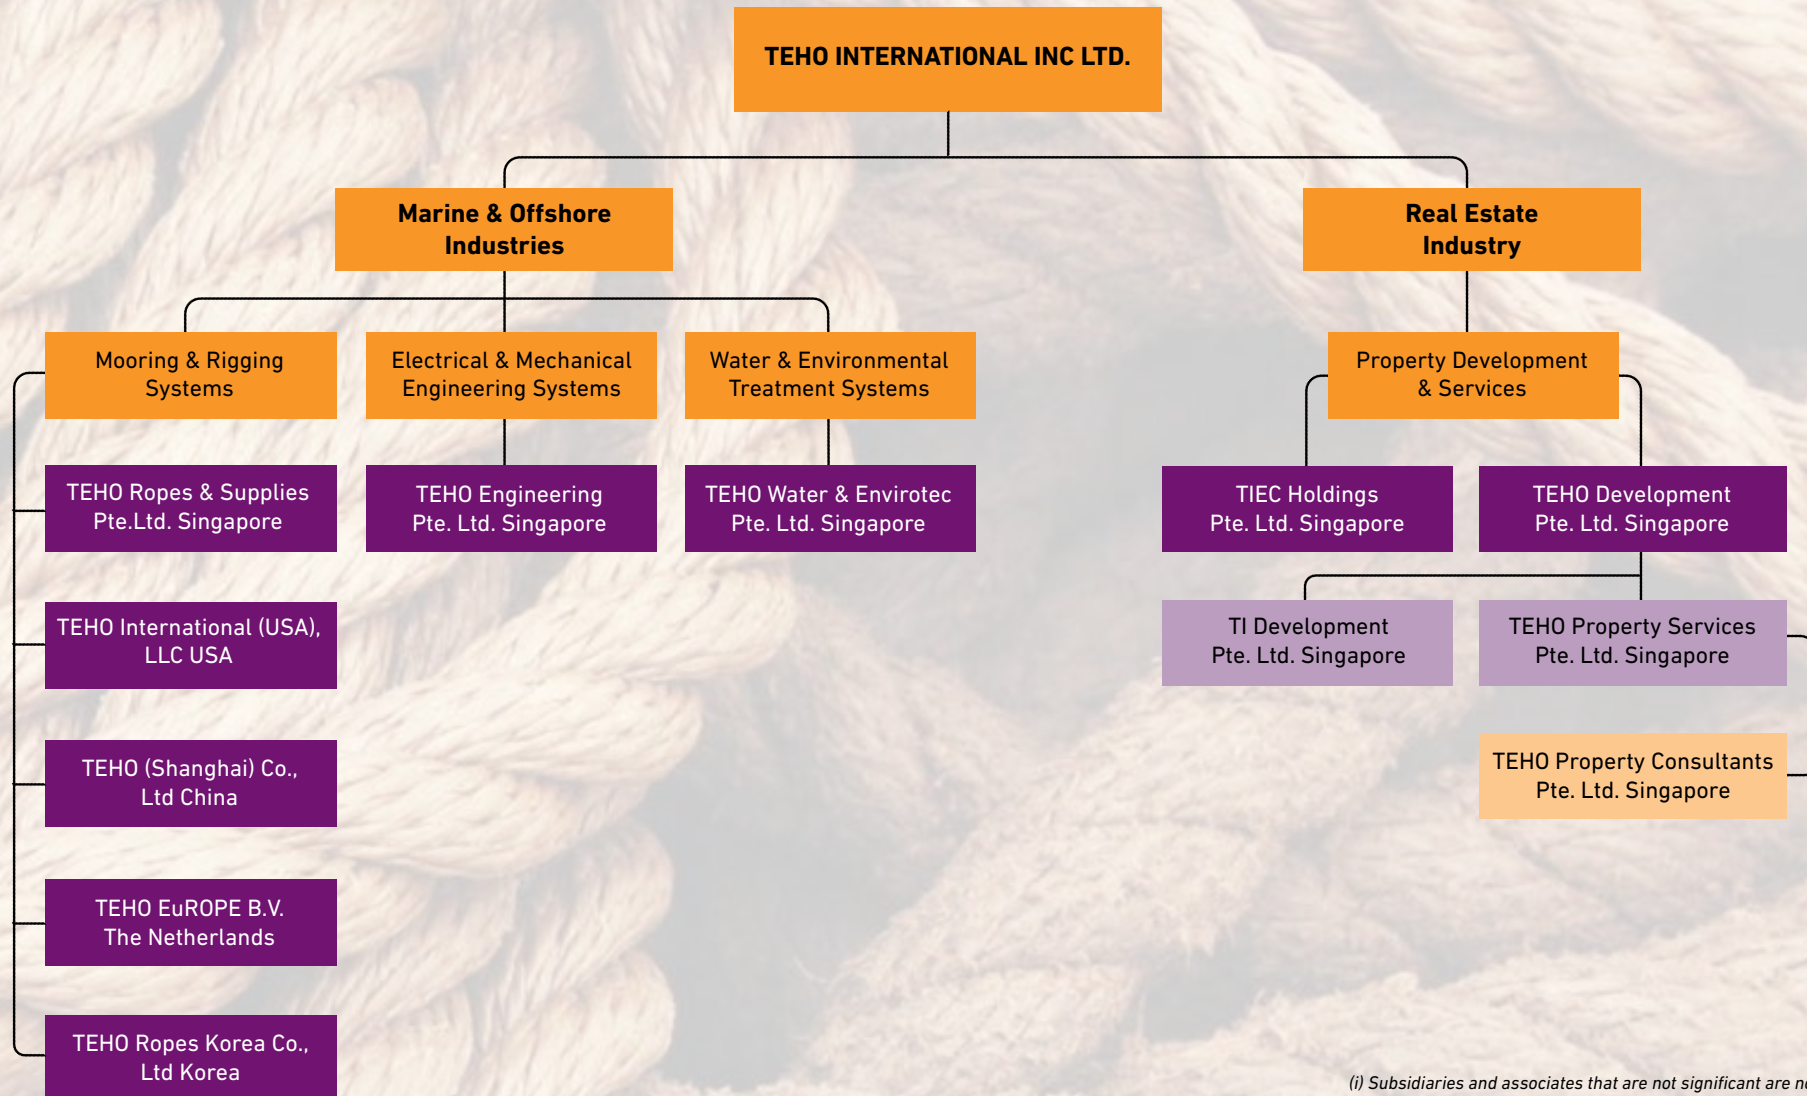 TEHO INTERNATIONAL INC LTD.
Marine & Offshore
Industries
Real Estate
Industry
Mooring & Rigging
Systems
Electrical & Mechanical
Engineering Systems
Water & Environmental
Treatment Systems
Property Development
& Services
TEHO Ropes & Supplies
Pte.Ltd. Singapore
TEHO Engineering
Pte. Ltd. Singapore
TEHO Water & Envirotec
Pte. Ltd. Singapore
TIEC Holdings
Pte. Ltd. Singapore
TEHO Development
Pte. Ltd. Singapore
TEHO International (USA),
LLC USA
TI Development
Pte. Ltd. Singapore
TEHO Property Services
Pte. Ltd. Singapore
TEHO (Shanghai) Co.,
Ltd China
TEHO Property Consultants
Pte. Ltd. Singapore
TEHO EuROPE B.V.
The Netherlands
TEHO Ropes Korea Co.,
Ltd Korea
(i) Subsidiaries and associates that are not significant are